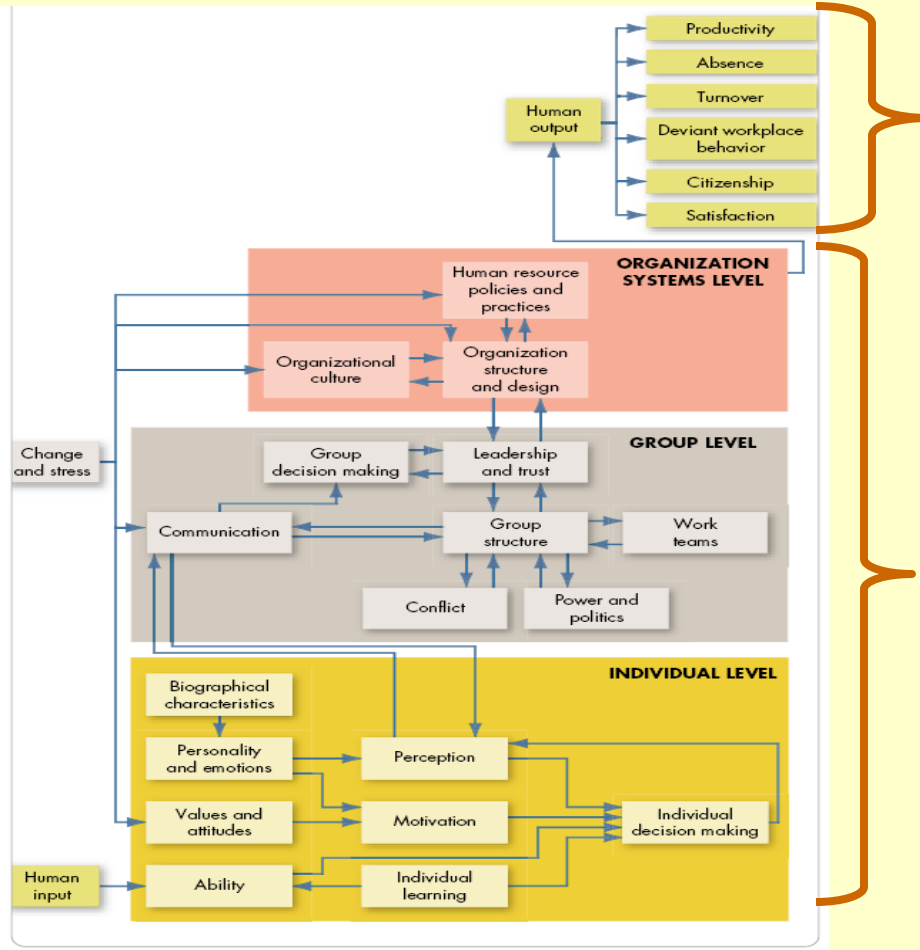 Productivity
Absence
Turnover
Human
output
Deviant workplace
behavior
Citizenship
Satisfaction
ORGANIZATION
SYSTEMS LEVEL
Human resource
policies and
practices
Organizational
culture
Organization
structure
and design
GROUP LEVEL
Change
and stress
Group
decision making
Leadership
and trust
Communication
Group
structure
Work
teams
Conflict
Power and
politics
INDIVIDUAL LEVEL
Biographical
characteristics
Personality
and emotions
Perception
Values and
attitudes
Motivation
Individual
decision making
Human
input
Ability
Individual
learning